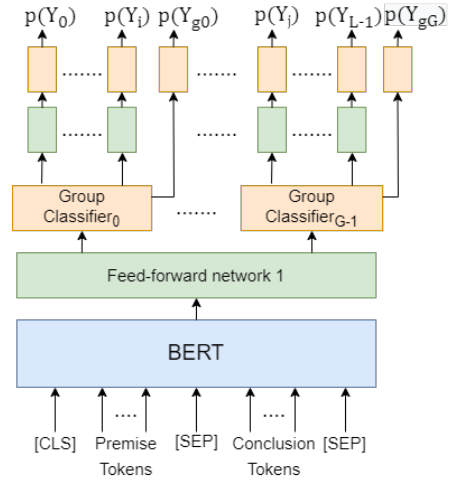 p(Y0) p(Yi) p(Yg0) p(Yj) p(YL-1) p(YgG)
........ ........ ........
........ ........ ........
Group Classifier0 ....... Group ClassifierG-1
Feed-forward network 1
BERT
.... ....
[CLS] Premise Tokens [SEP] Conclusion Tokens [SEP]